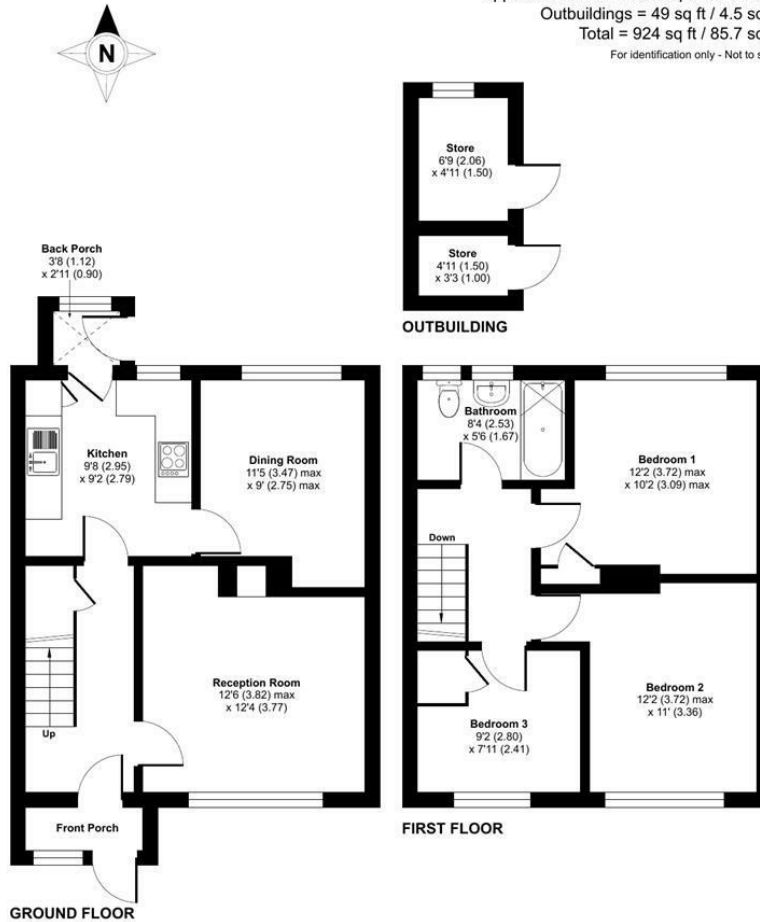 Outbuildings = 49 sq ft / 4.5
Total = 924 sq ft / 85.7
For identification only - Not to
N
Store
6'9 (2.06)
x 4'11 (1.50)
Store
4'11 (1.50)
x 3'3 (1.00)
OUTBUILDING
Back Porch
3'8 (1.12)
x 2'11 (0.90)
Kitchen
9'8 (2.95)
x 9'2 (2.79)
Dining Room
11'5 (3.47) max
x 9' (2.75) max
Reception Room
12'6 (3.82) max
x 12'4 (3.77)
Up
Front Porch
GROUND FLOOR
Bathroom
8'4 (2.53)
x 5'6 (1.67)
Bedroom 1
12'2 (3.72) max
x 10'2 (3.09) max
Down
Bedroom 2
12'2 (3.72) max
x 11' (3.36)
Bedroom 3
9'2 (2.80)
x 7'11 (2.41)
FIRST FLOOR